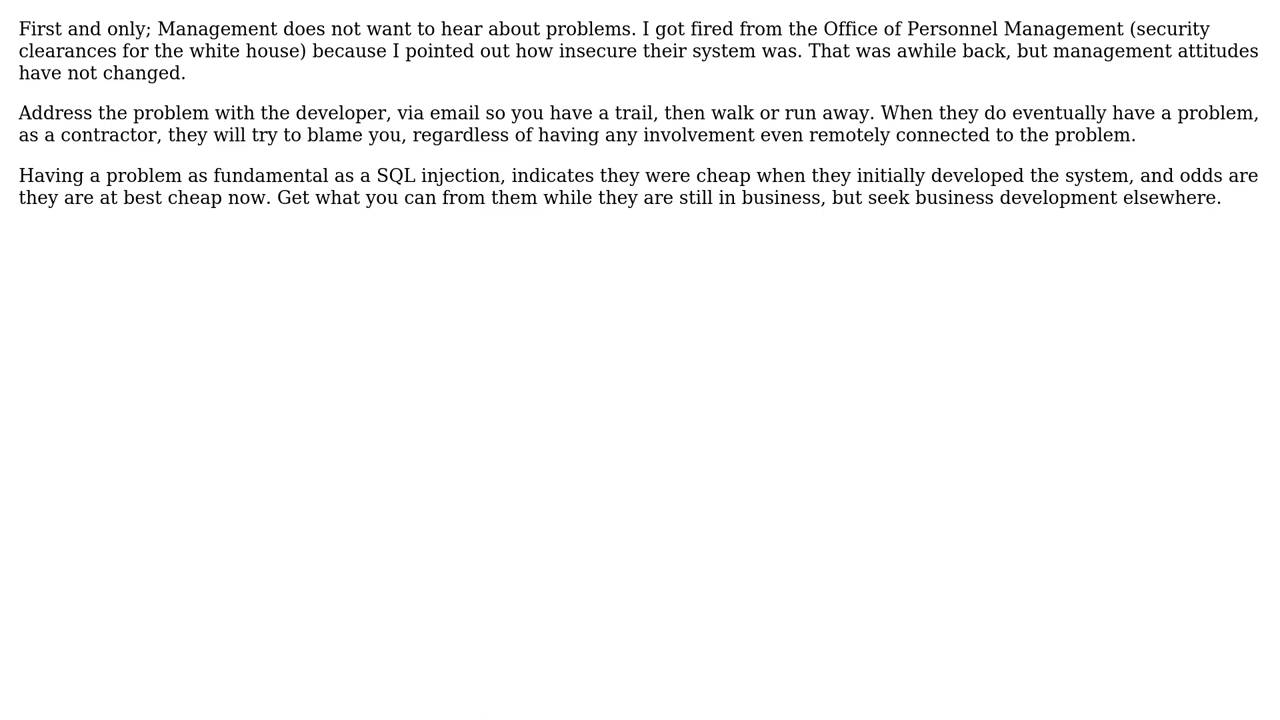 First and only; Management does not want to hear about problems. I got fired from the Office of Personnel Management (security
clearances for the white house) because I pointed out how insecure their system was. That was awhile back, but management attitudes
have not changed.
Address the problem with the developer, via email so you have a trail, then walk or run away. When they do eventually have a problem,
as a contractor, they will try to blame you, regardless of having any involvement even remotely connected to the problem.
Having a problem as fundamental as a SQL injection, indicates they were cheap when they initially developed the system, and odds are
they are at best cheap now. Get what you can from them while they are still in business, but seek business development elsewhere.